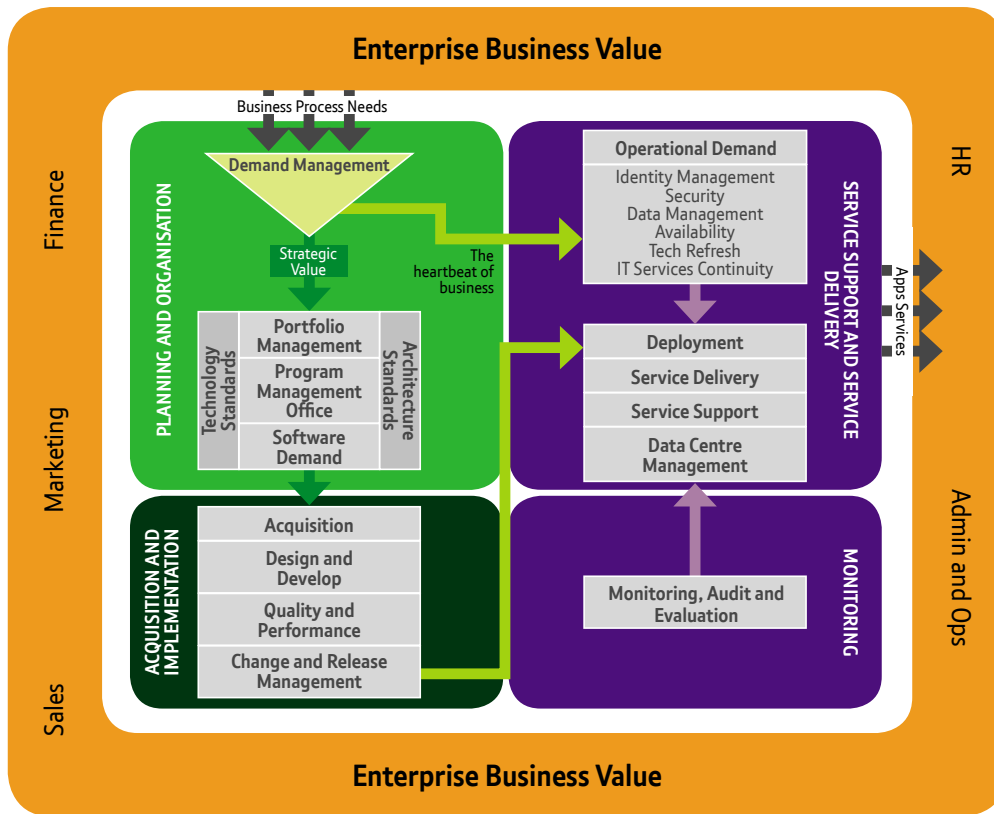 Enterprise Business Value
Business Process Needs
Finance
Marketing
Sales
HR
Admin and Ops
PLANNING AND ORGANISATION
Demand Management
Strategic
Value
The
heartbeat of
business
Technology
Standards
Portfolio
Management
Program
Management
Office
Software
Demand
Architecture
Standards
ACQUISITION AND
IMPLEMENTATION
Acquisition
Design and
Develop
Quality and
Performance
Change and Release
Management
SERVICE SUPPORT AND SERVICE
DELIVERY
Operational Demand
Identity Management
Security
Data Management
Availability
Tech Refresh
IT Services Continuity
Deployment
Service Delivery
Service Support
Data Centre
Management
Apps Services
MONITORING
Monitoring, Audit and
Evaluation
Enterprise Business Value